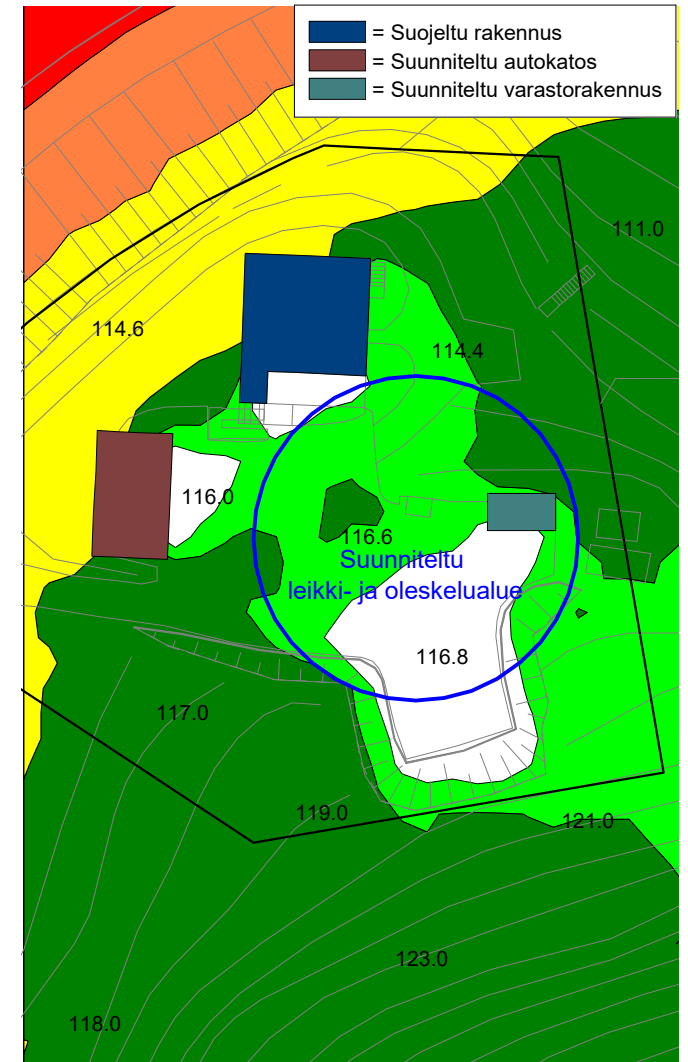 = Suojeltu rakennus
= Suunniteltu autokatos
= Suunniteltu varastorakennus
111.0
114.6
114.4
116.0
116.6
Suunniteltu
leikki- ja oleskelualue
116.8
117.0
119.0
121.0
123.0
118.0